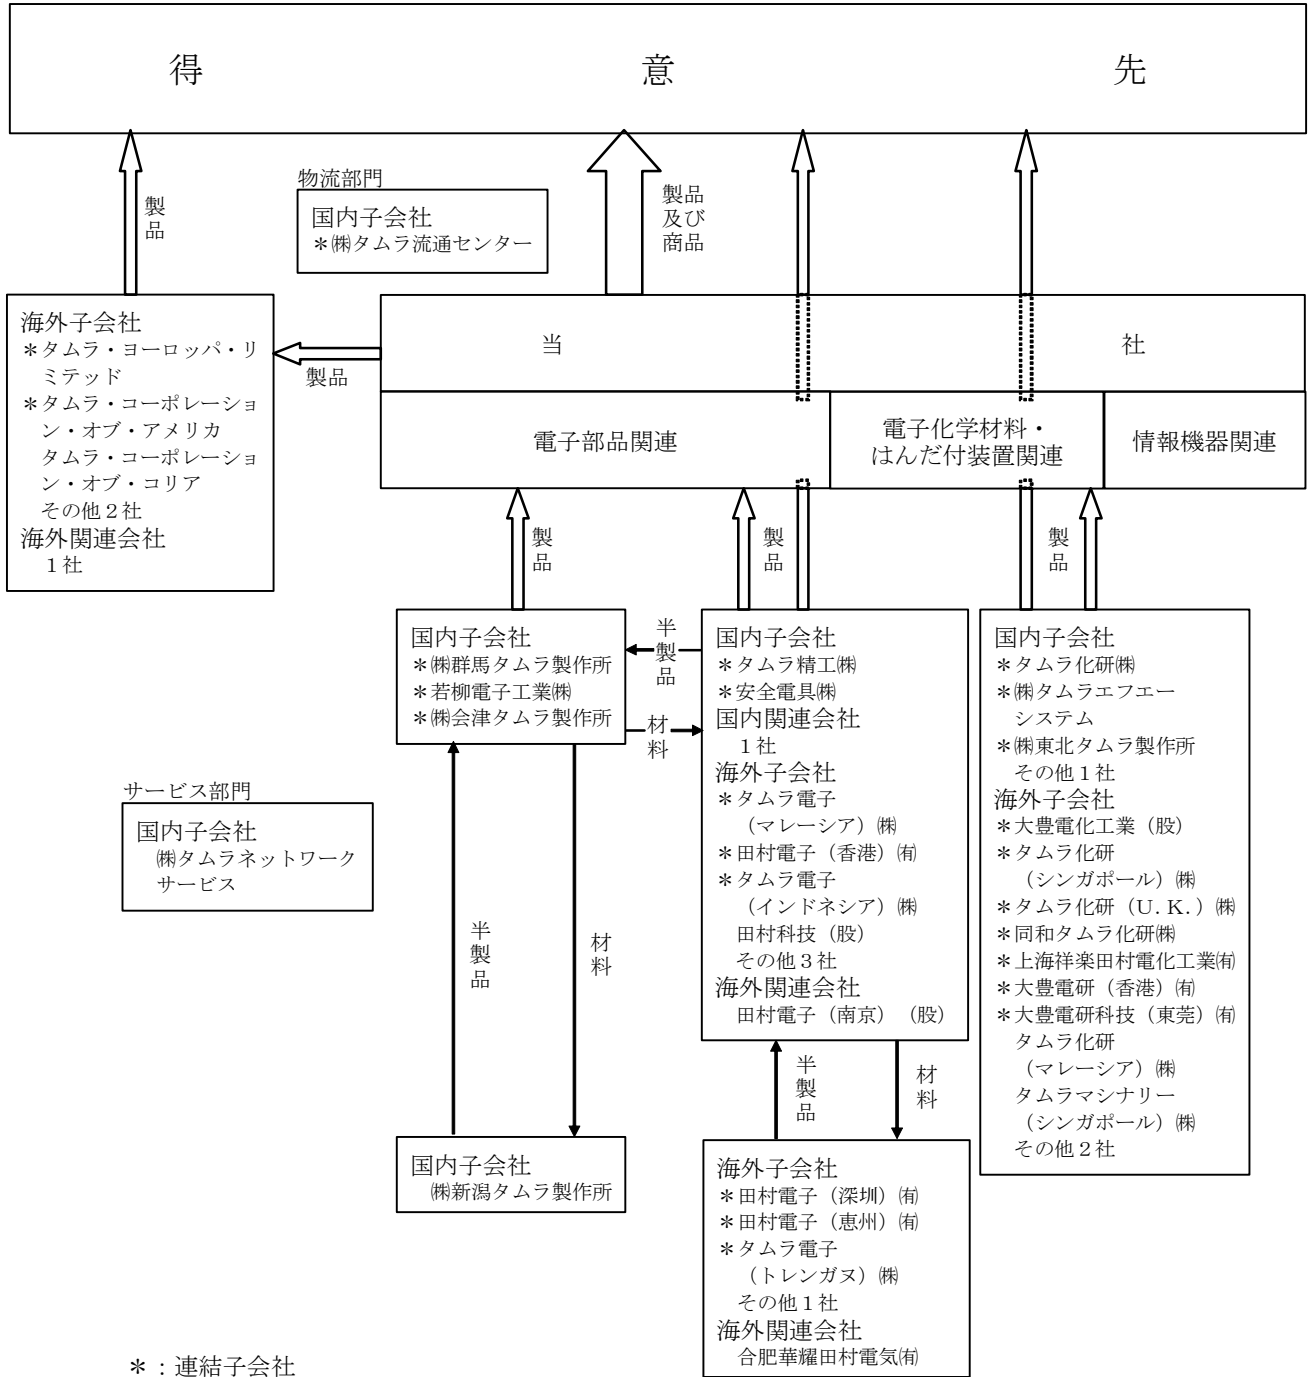 得意先
製品
物流部門
国内子会社
＊㈱タムラ流通センター
製品
及び
商品
海外子会社
＊タムラ・ヨーロッパ・リ
ミテッド
＊タムラ・コーポレーショ
ン・オブ・アメリカ
タムラ・コーポレーショ
ン・オブ・コリア
その他２社
海外関連会社
１社
製品
当社
電子部品関連
電子化学材料・
はんだ付装置関連
情報機器関連
製品
製品
製品
国内子会社
＊㈱群馬タムラ製作所
＊若柳電子工業㈱
＊㈱会津タムラ製作所
半製品
材料
国内子会社
＊タムラ精工㈱
＊安全電具㈱
国内関連会社
１社
海外子会社
＊タムラ電子
（マレーシア）㈱
＊田村電子（香港）㈲
＊タムラ電子
（インドネシア）㈱
田村科技（股）
その他３社
海外関連会社
田村電子（南京）（股）
国内子会社
＊タムラ化研㈱
＊㈱タムラエフエー
システム
＊㈱東北タムラ製作所
その他１社
海外子会社
＊大豊電化工業（股）
＊タムラ化研
（シンガポール）㈱
＊タムラ化研（U．K．）㈱
＊同和タムラ化研㈱
＊上海祥楽田村電化工業㈲
＊大豊電研（香港）㈲
＊大豊電研科技（東莞）㈲
タムラ化研
（マレーシア）㈱
タムラマシナリー
（シンガポール）㈱
その他２社
サービス部門
国内子会社
㈱タムラネットワーク
サービス
半製品
材料
半製品
材料
国内子会社
㈱新潟タムラ製作所
海外子会社
＊田村電子（深圳）㈲
＊田村電子（恵州）㈲
＊タムラ電子
（トレンガヌ）㈱
その他１社
海外関連会社
合肥華耀田村電気㈲
＊：連結子会社